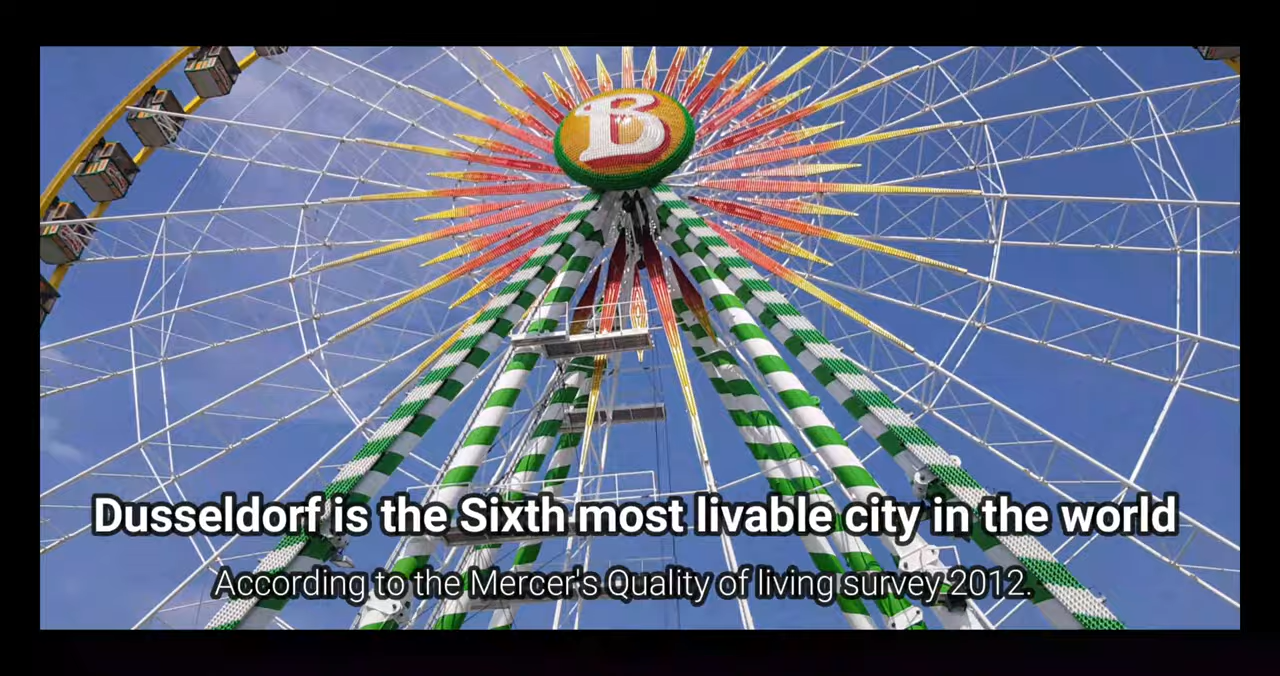 B
Dusseldorf is the Sixth most livable city in the world
According to the Mercer's Quality of living survey 2012.